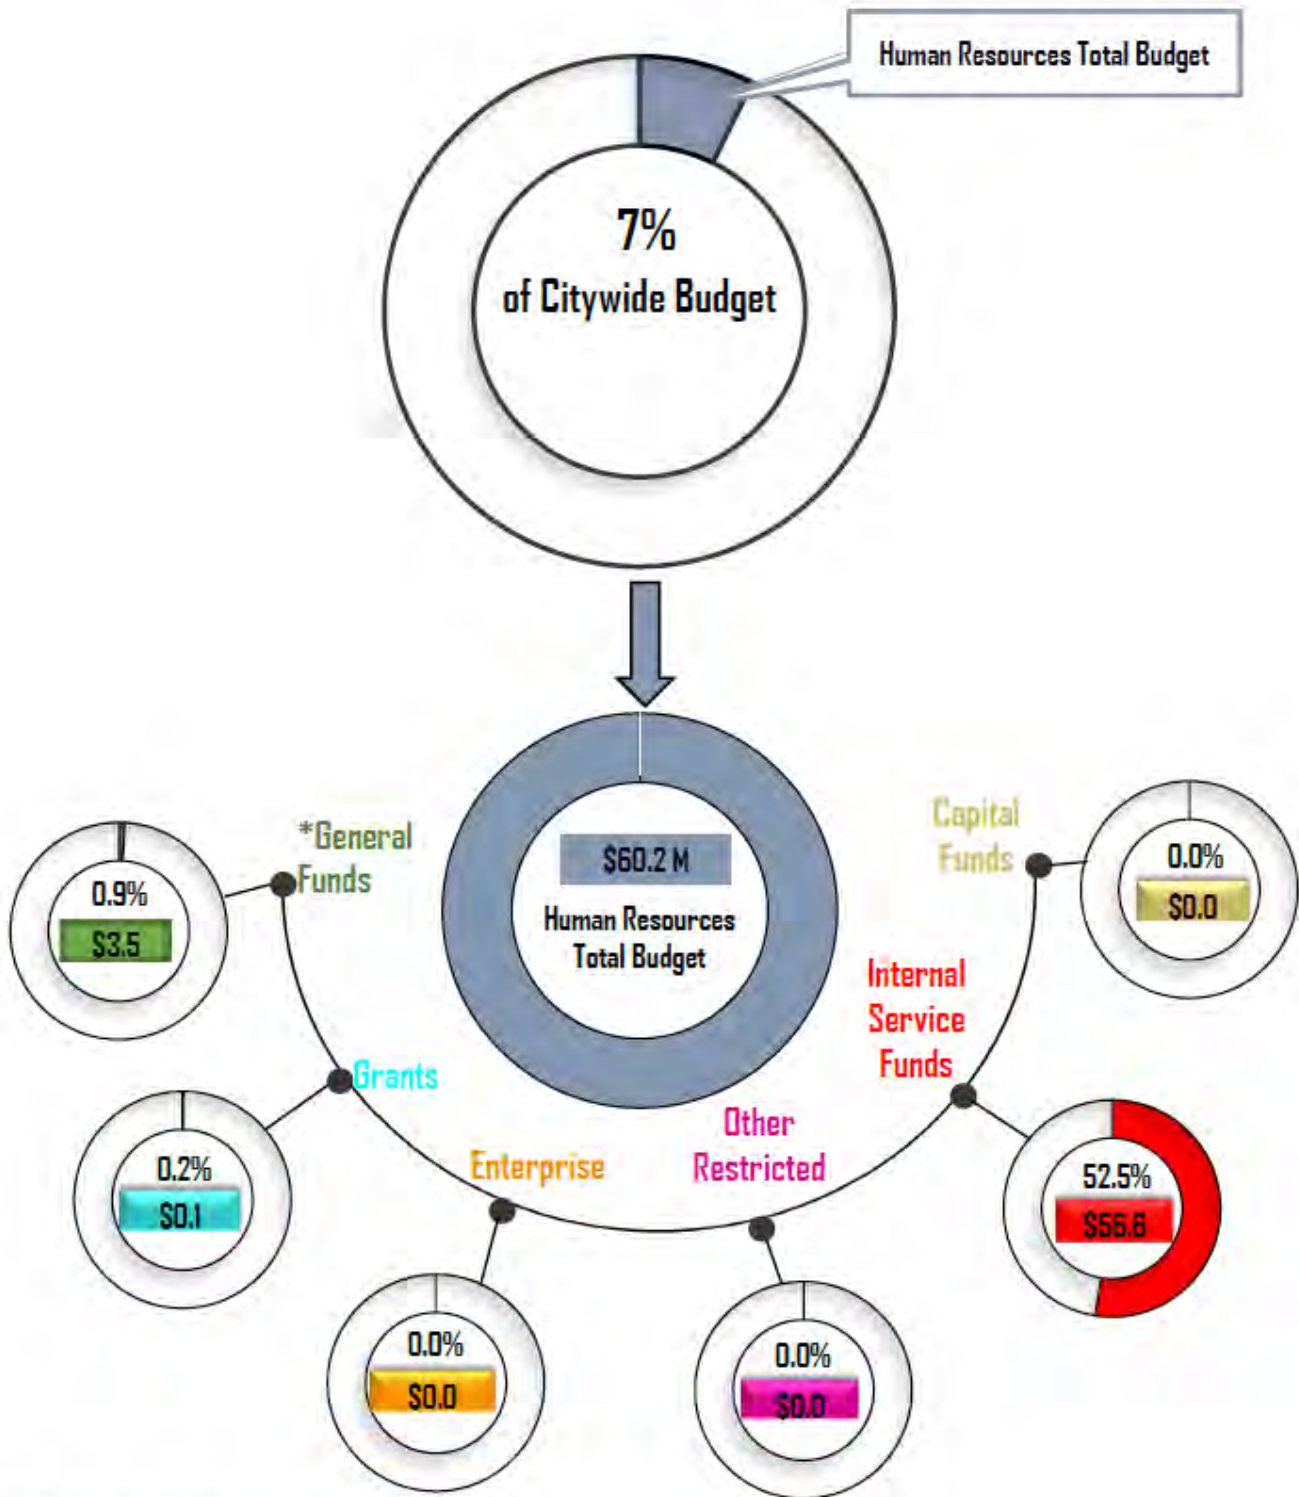 Human Resources Total Budget
7%
of Citywide Budget
$60.2 M
Human Resources
Total Budget
*General
Funds
0.9%
$3.5
Grants
0.2%
$0.1
Enterprise
0.0%
$0.0
Other
Restricted
0.0%
$0.0
Internal
Service
Funds
52.5%
$56.6
Capital
Funds
0.0%
$0.0